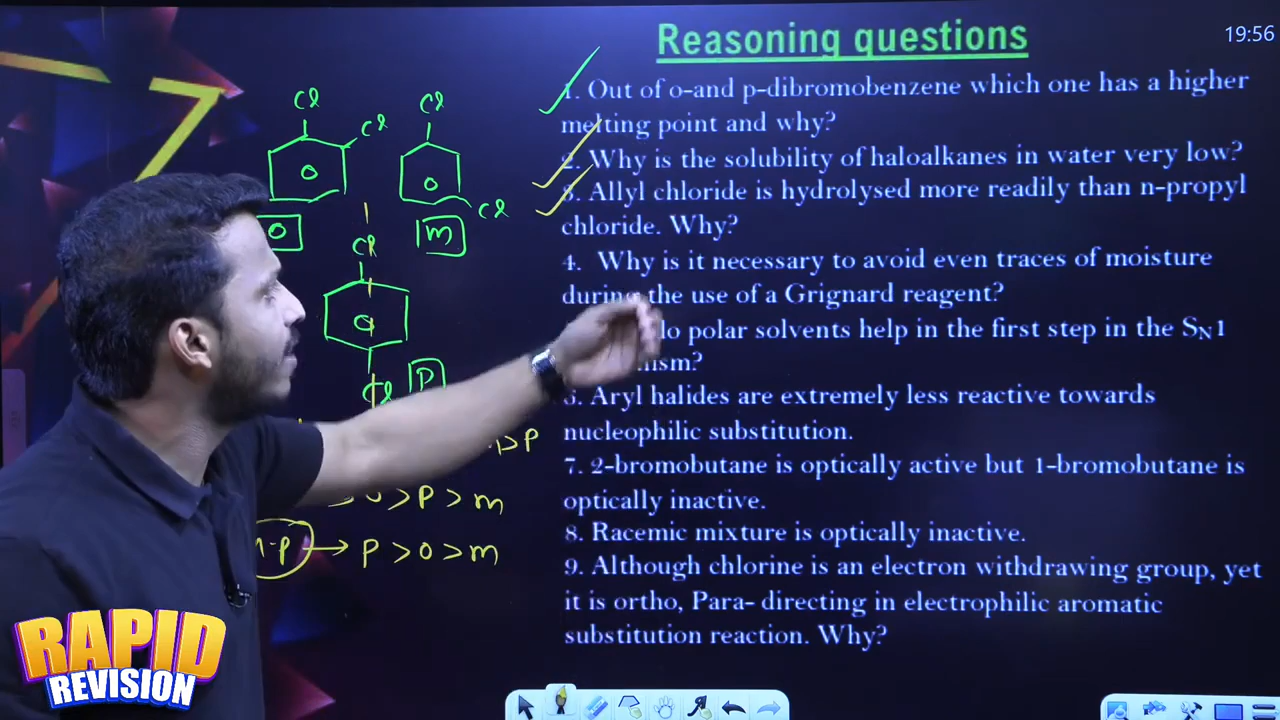 Reasoning questions
19:56
1. Out of o-and p-dibromobenzene which one has a higher
melting point and why?
2. Why is the solubility of haloalkanes in water very low?
3. Allyl chloride is hydrolysed more readily than n-propyl
chloride. Why?
4. Why is it necessary to avoid even traces of moisture
during the use of a Grignard reagent?
polar solvents help in the first step in the SN1
6. Aryl halides are extremely less reactive towards
nucleophilic substitution.
7. 2-bromobutane is optically active but 1-bromobutane is
optically inactive.
8. Racemic mixture is optically inactive.
9. Although chlorine is an electron withdrawing group, yet
it is ortho, Para- directing in electrophilic aromatic
substitution reaction. Why?
Cl
Cl
Cl
Cl
O
m
Cl
Cl
P
>P
>P>m
P>O>m
RAPID
REVISION